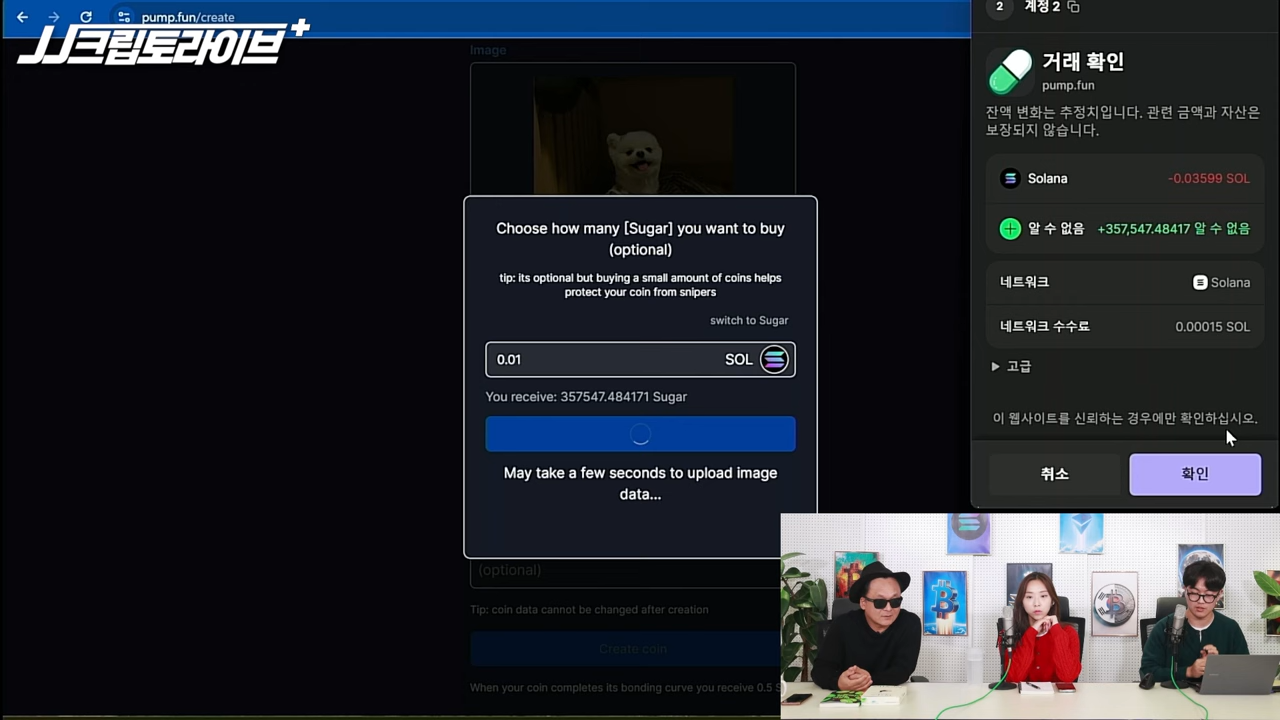 pump.fun/create
JJ크립토라이브+
Image
Choose how many [Sugar] you want to buy
(optional)
tip: its optional but buying a small amount of coins helps
protect your coin from snipers
switch to Sugar
0.01
SOL
You receive: 357547.484171 Sugar
May take a few seconds to upload image
data...
(optional)
Tip: coin data cannot be changed after creation
Create coin
When your coin completes its bonding curve you receive 0.5 S
2
계정 2
거래 확인
pump.fun
잔액 변화는 추정치입니다. 관련 금액과 자산은
보장되지 않습니다.
Solana
-0.03599 SOL
알 수 없음
+357,547.48417 알 수 없음
네트워크
Solana
네트워크 수수료
0.00015 SOL
고급
이 웹사이트를 신뢰하는 경우에만 확인하십시오.
취소
확인